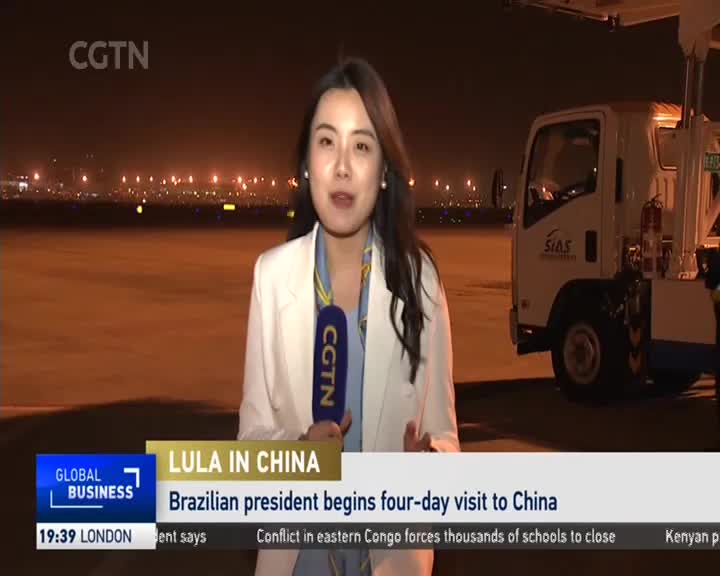 CGTN
SIAS
CGTN
LULA IN CHINA
GLOBAL
BUSINESS
Brazilian president begins four-day visit to China
19:39 LONDON
dent says Conflict in eastern Congo forces thousands of schools to close Kenyan p